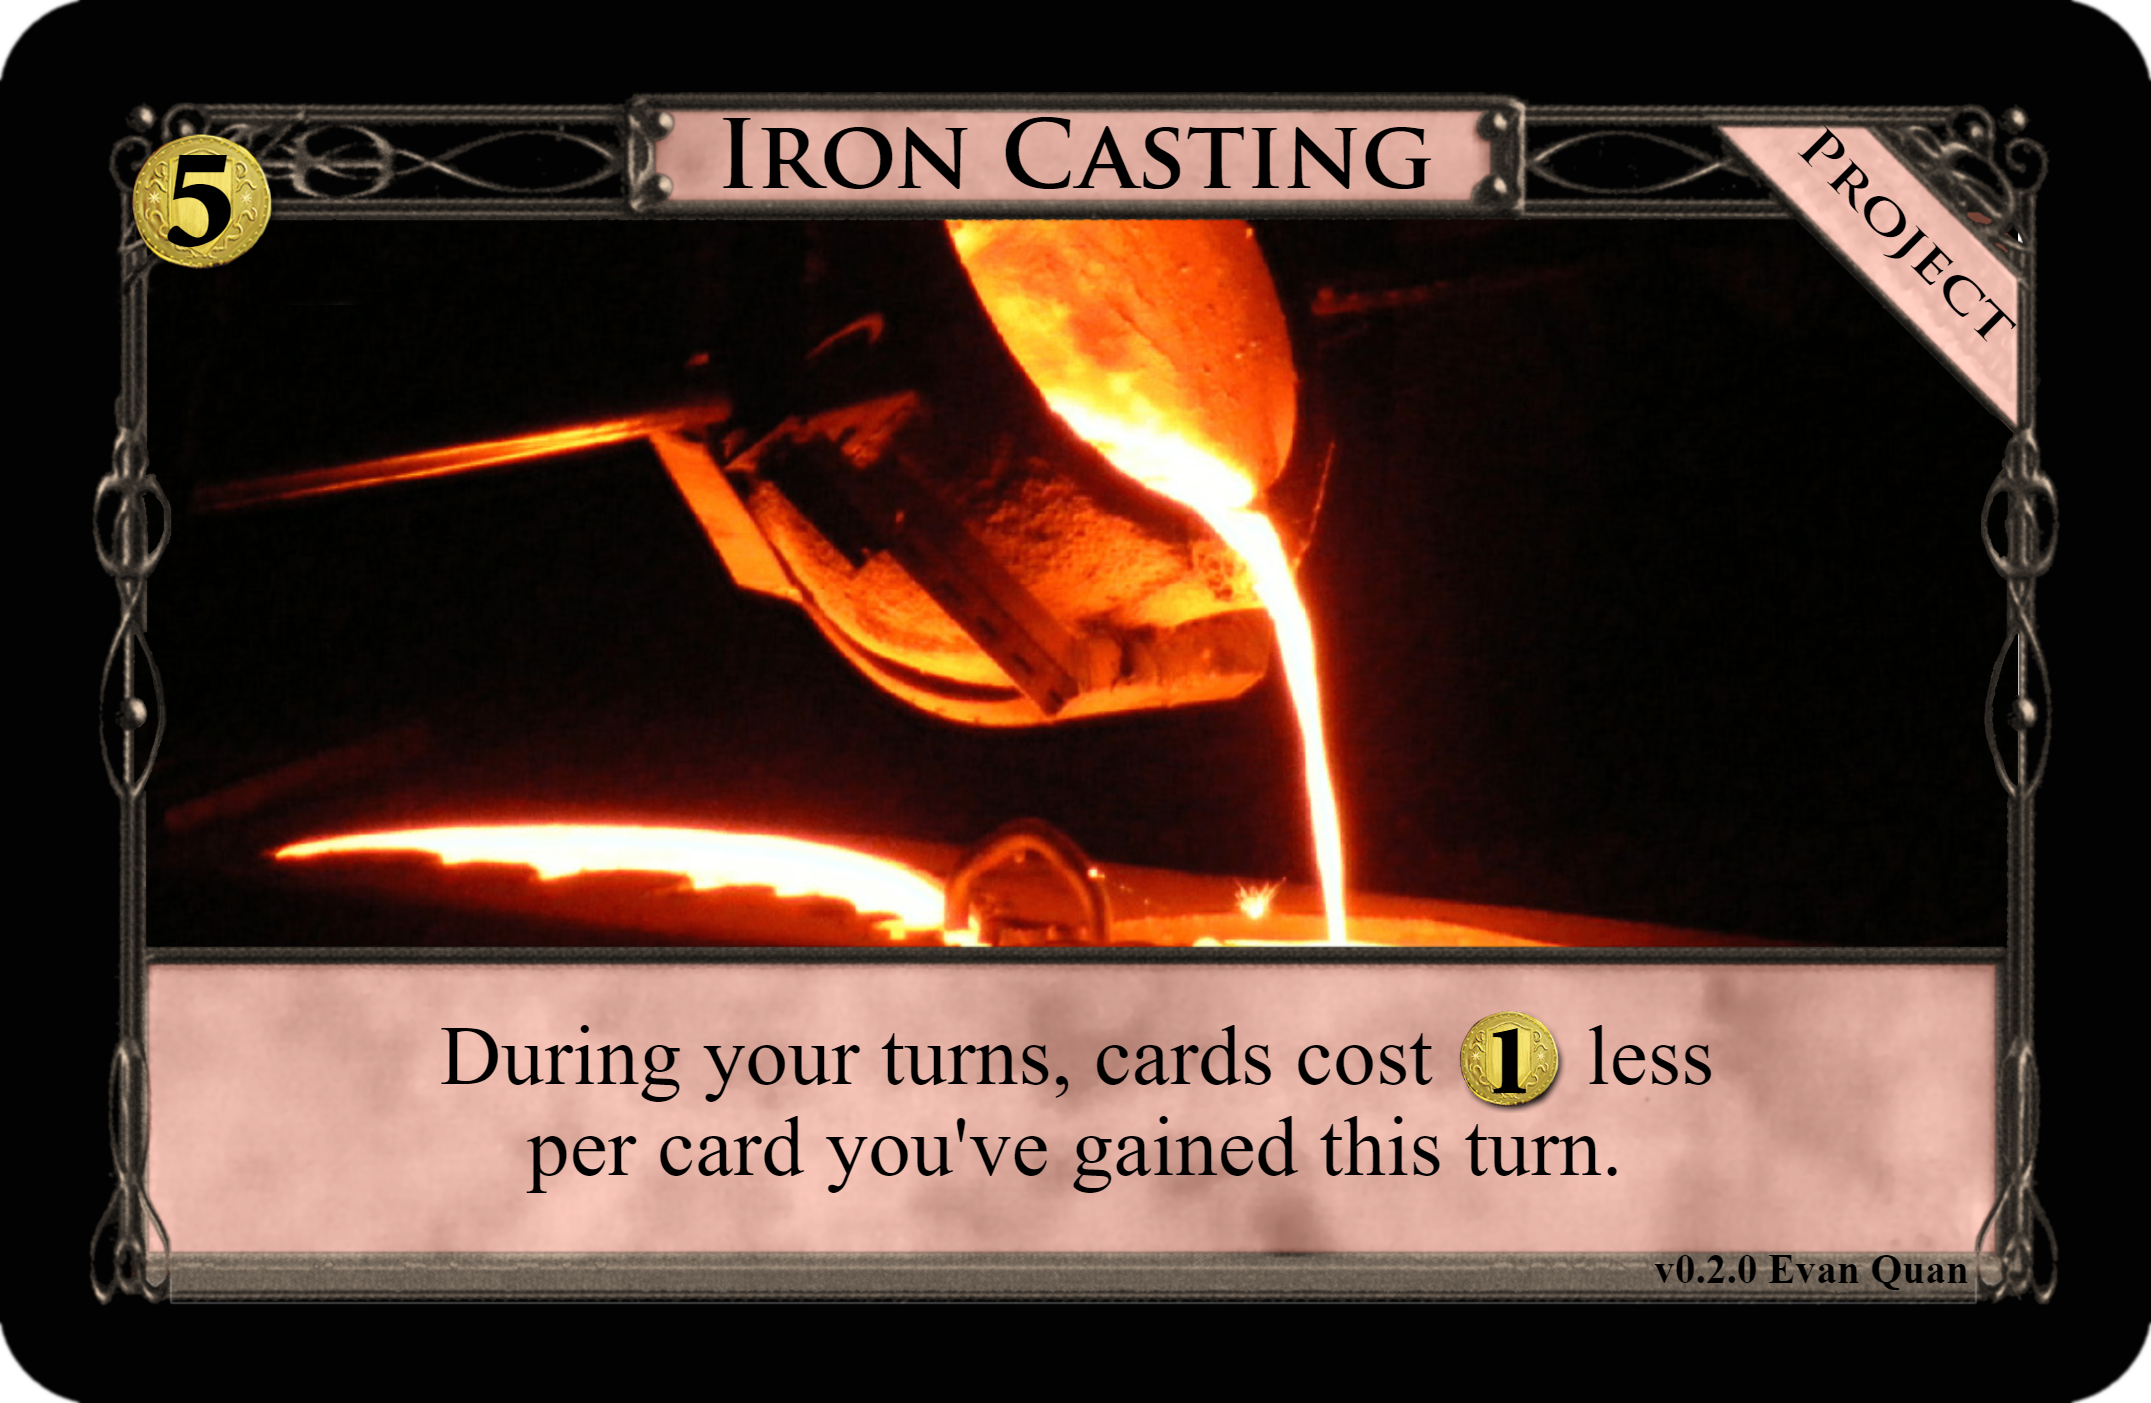 5
IRON CASTING
PROJECT
During your turns, cards cost 1 less
per card you've gained this turn.
v0.2.0 Evan Quan